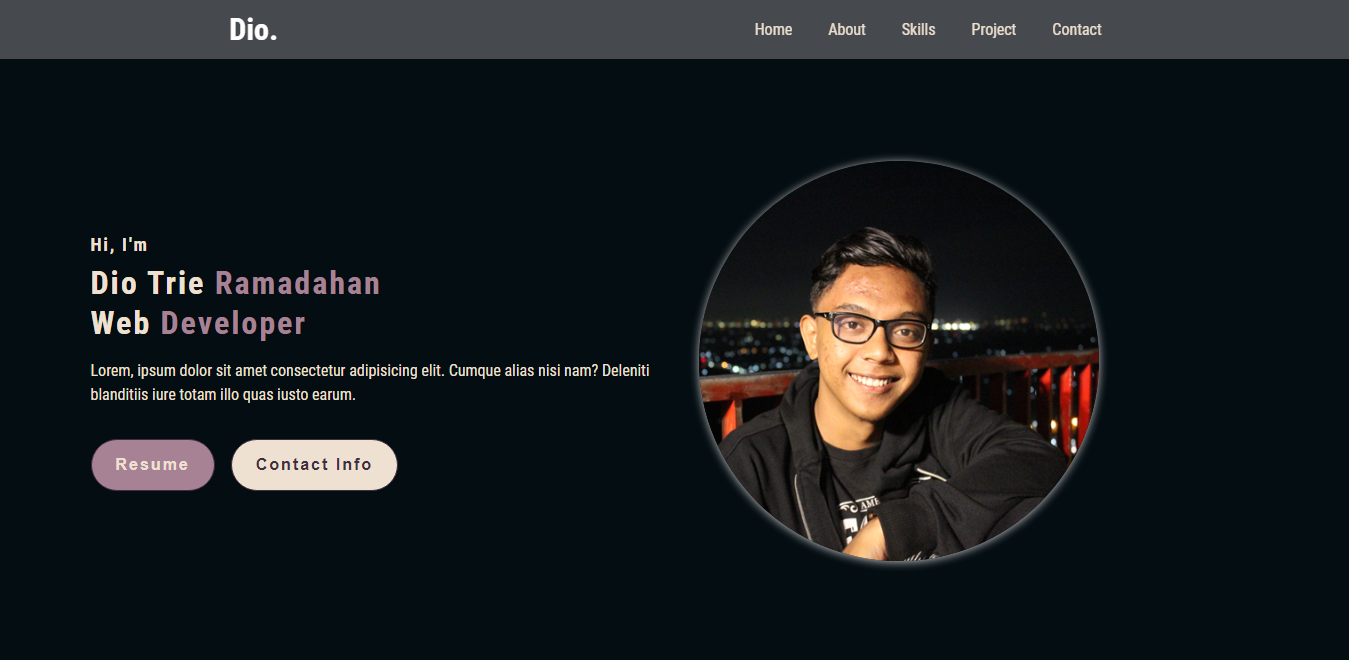 Dio.
Home About Skills Project Contact
Hi, I'm
Dio Trie Ramadahan
Web Developer
Lorem, ipsum dolor sit amet consectetur adipisicing elit. Cumque alias nisi nam? Deleniti
blanditiis iure totam illo quas iusto earum.
Resume Contact Info